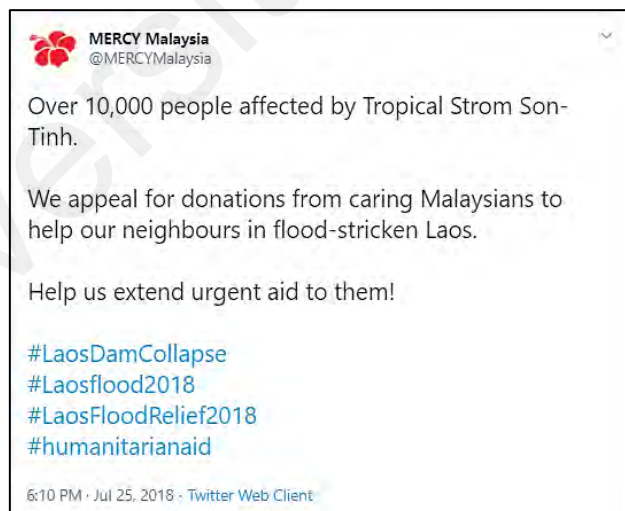 MERCY Malaysia
@MERCYMalaysia
Over 10,000 people affected by Tropical Strom Son-
Tinh.
We appeal for donations from caring Malaysians to
help our neighbours in flood-stricken Laos.
Help us extend urgent aid to them!
#LaosDamCollapse
#Laosflood2018
#LaosFloodRelief2018
#humanitarianaid
6:10 PM · Jul 25, 2018 · Twitter Web Client